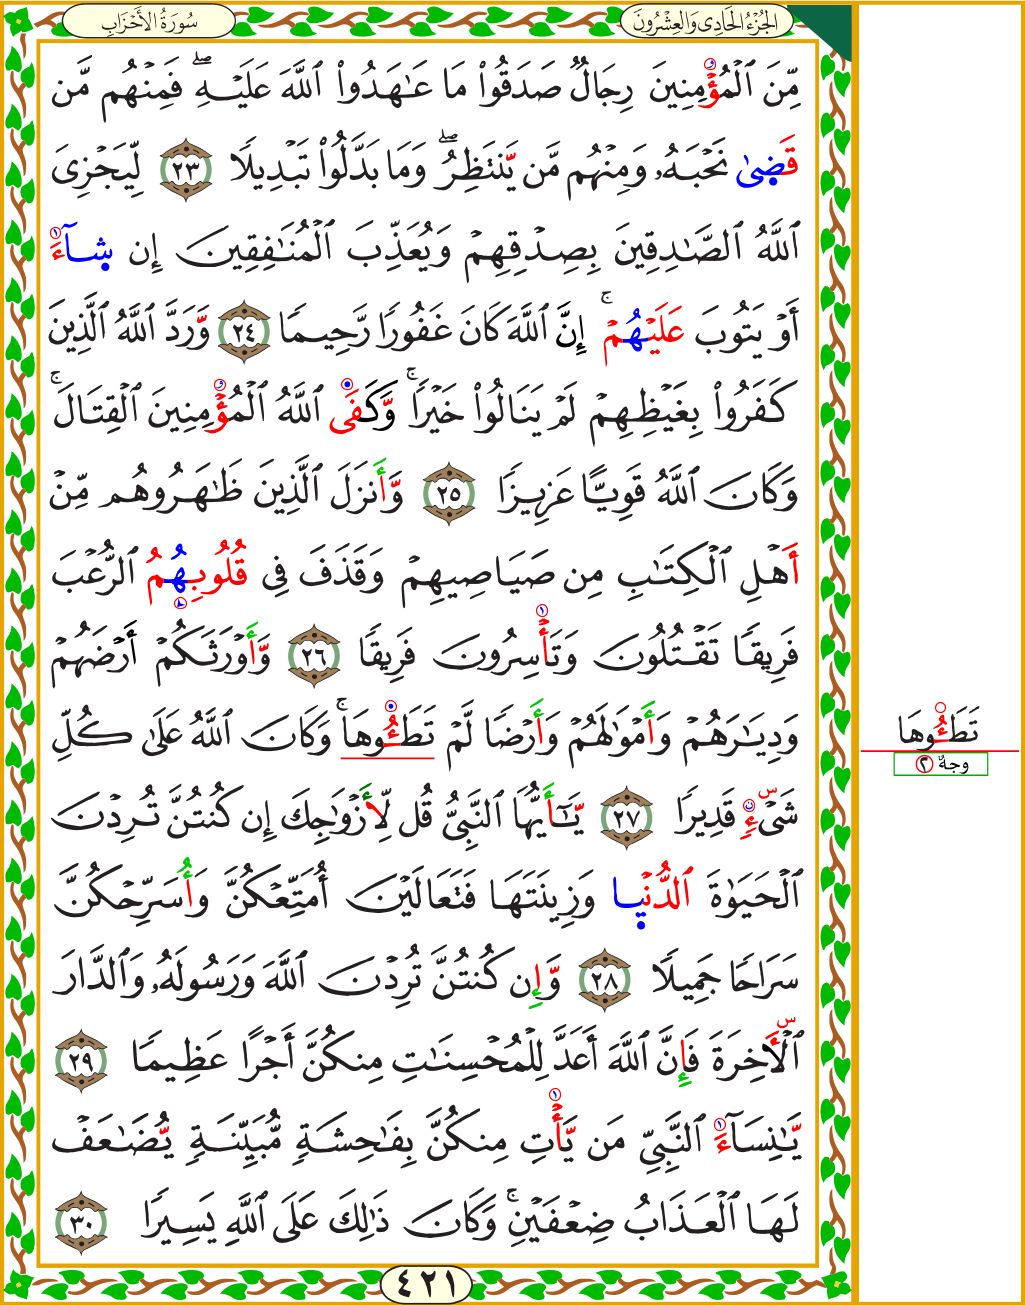 الجُزْءُ الحَادِى وَالعِشْرُونَ
سُورَةُ الأَحْزَابِ
مِّنَ ٱلْمُؤْمِنِينَ رِجَالٌ صَدَقُوا۟ مَا عَـٰهَدُوا۟ ٱللَّهَ عَلَيْهِ ۖ فَمِنْهُم مَّن
قَضِىٰ نَحْبَهُۥ وَمِنْهُم مَّن يَّنتَظِرُ ۖ وَمَا بَدَّلُوا۟ تَبْدِيلًا ٢٣ لِّيَجْزِىَ
ٱللَّهُ ٱلصَّـٰدِقِينَ بِصِدْقِهِمْ وَيُعَذِّبَ ٱلْمُنَـٰفِقِينَ إِن شِآءَ
أَوْ يَتُوبَ عَلَيْهُمْ ۚ إِنَّ ٱللَّهَ كَانَ غَفُورًا رَّحِيمًا ٢٤ وَّرَدَّ ٱللَّهُ ٱلَّذِينَ
كَفَرُوا۟ بِغَيْظِهِمْ لَمْ يَنَالُوا۟ خَيْرًا ۚ وَّكَفَى ٱللَّهُ ٱلْمُؤْمِنِينَ ٱلْقِتَالَ ۚ
وَكَانَ ٱللَّهُ قَوِيًّا عَزِيزًا ٢٥ وَّأَنزَلَ ٱلَّذِينَ ظَـٰهَرُوهُم مِّنْ
أَهْلِ ٱلْكِتَـٰبِ مِن صَيَاصِيهِمْ وَقَذَفَ فِى قُلُوبِهُمُ ٱلرُّعْبَ
فَرِيقًا تَقْتُلُونَ وَتَأْسِرُونَ فَرِيقًا ٢٦ وَّأَوْرَثَكُمْ أَرْضَهُمْ
وَدِيَـٰرَهُمْ وَأَمْوَٰلَهُمْ وَأَرْضًا لَّمْ تَطَـُٔوهَا ۚ وَكَانَ ٱللَّهُ عَلَىٰ كُلِّ
شَىْءٍ قَدِيرًا ٢٧ يَّـٰٓأَيُّهَا ٱلنَّبِىُّ قُل لِّأَزْوَٰجِكَ إِن كُنتُنَّ تُرِدْنَ
ٱلْحَيَوٰةَ ٱلدُّنْيِا وَزِينَتَهَا فَتَعَالَيْنَ أُمَتِّعْكُنَّ وَأُسَرِّحْكُنَّ
سَرَاحًا جَمِيلًا ٢٨ وَّإِن كُنتُنَّ تُرِدْنَ ٱللَّهَ وَرَسُولَهُۥ وَٱلدَّارَ
ٱلْأَخِرَةَ فَإِنَّ ٱللَّهَ أَعَدَّ لِلْمُحْسِنَـٰتِ مِنكُنَّ أَجْرًا عَظِيمًا ٢٩
يَّـٰنِسَآءَ ٱلنَّبِىِّ مَن يَّأْتِ مِنكُنَّ بِفَـٰحِشَةٍ مُّبَيِّنَةٍ يُّضَـٰعَفْ
لَهَا ٱلْعَذَابُ ضِعْفَيْنِ ۚ وَكَانَ ذَٰلِكَ عَلَى ٱللَّهِ يَسِيرًا ٣٠
٤٢١
تَطَـُٔوهَا
وجهٌ ٢